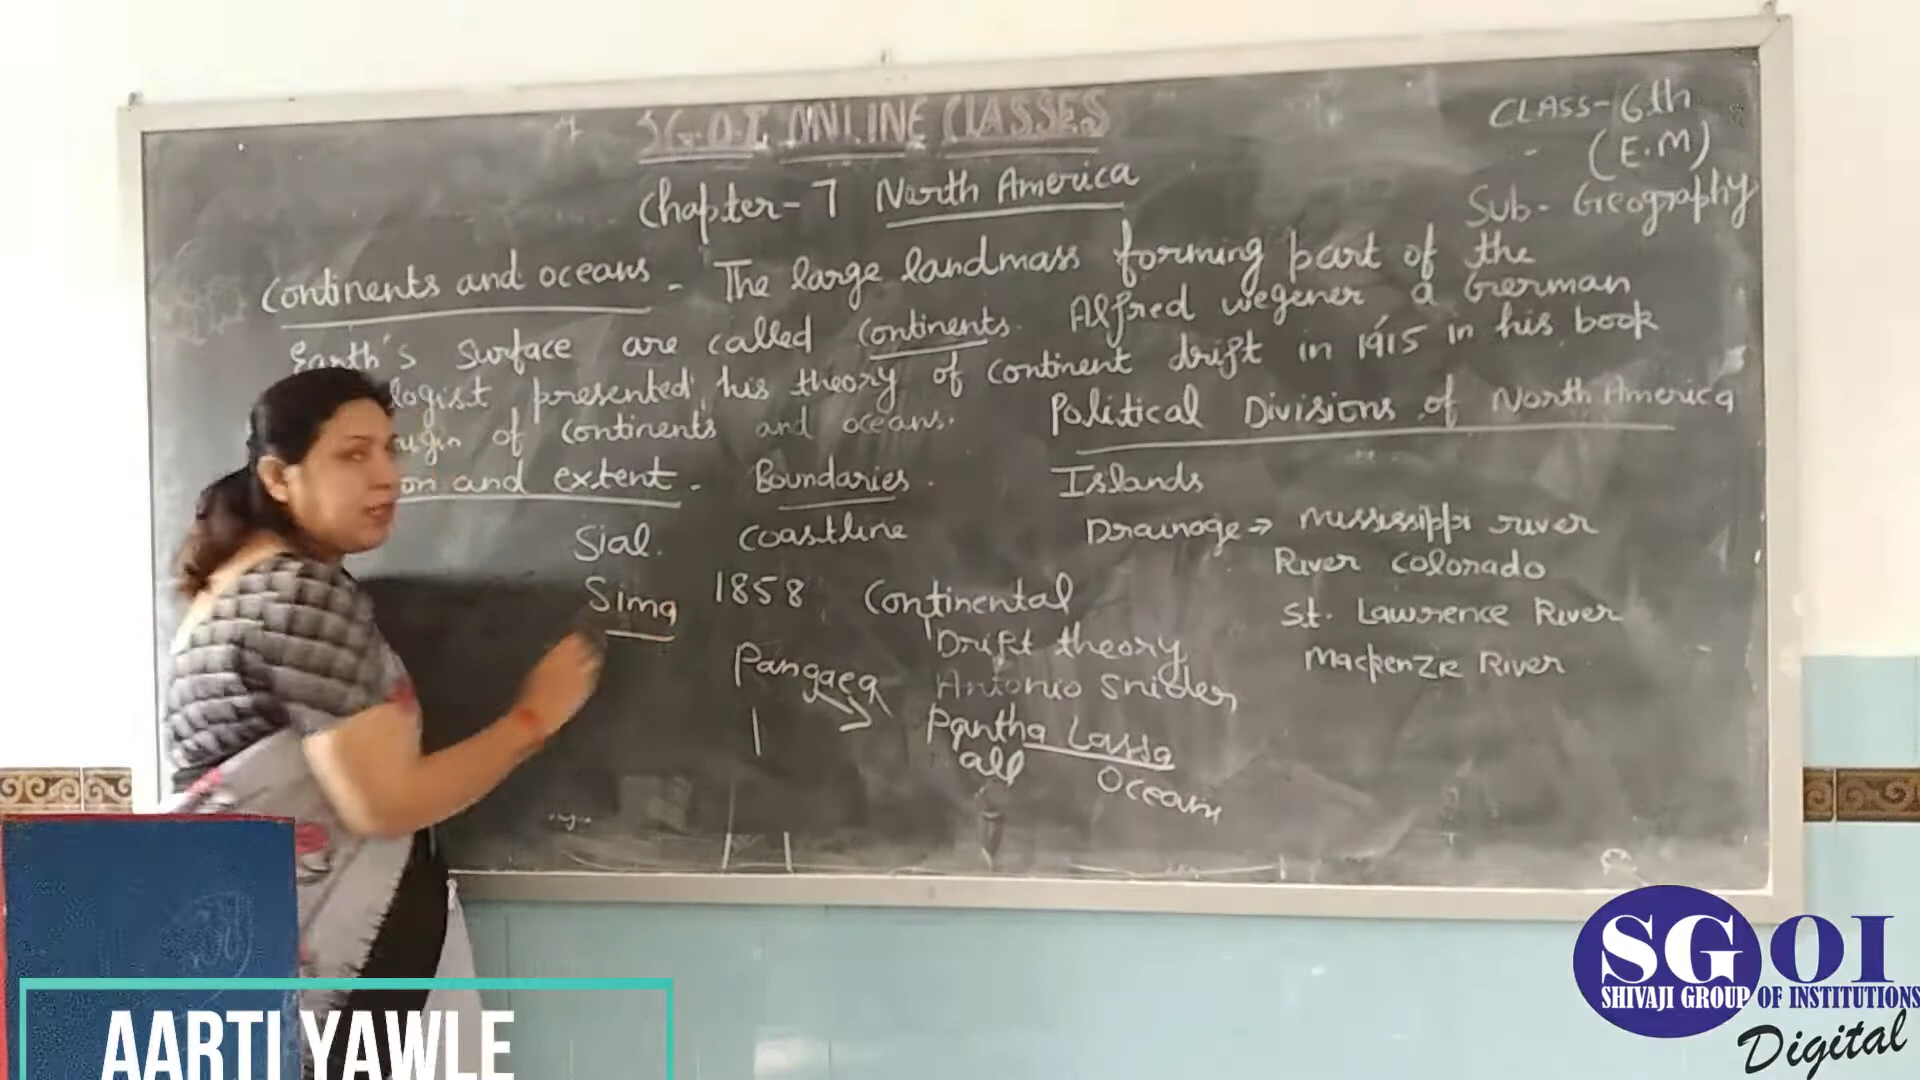 S.G.O.I ONLINE CLASSES
CLASS-6th
(E.M)
Sub- Geography
Chapter-7 North America
Continents and oceans - The large landmass forming part of the
Earth's surface are called Continents. Alfred wegener a German
logist presented his theory of continent drift in 1915 in his book
ugin of continents and oceans.
on and extent. Boundaries.
Sial. coastline
Sima 1858 Continental
Drift theory
Pangaea Antonio Snider,
Pantha Lassa
all Oceans
Political Divisions of North America
Islands
Drainage → Mississippi river
River colorado
St. Lawrence River
Mackenzie River
AARTI YAWLE
SGOI
SHIVAJI GROUP OF INSTITUTIONS
Digital